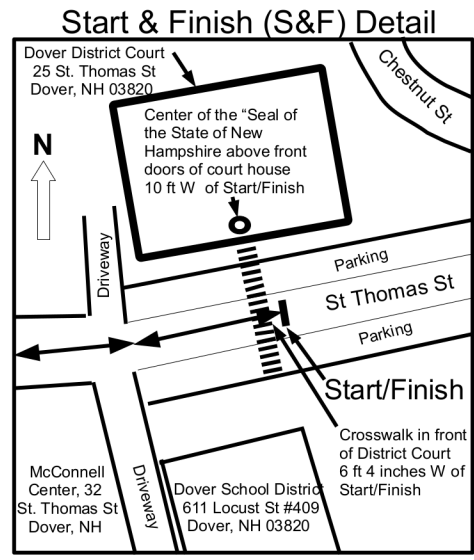 Start & Finish (S&F) Detail
Dover District Court
25 St. Thomas St
Dover, NH 03820
Chestnut St
Center of the “Seal of
the State of New
Hampshire above front
doors of court house
10 ft W of Start/Finish
N
Driveway
Parking
St Thomas St
Parking
Start/Finish
Crosswalk in front
of District Court
6 ft 4 inches W of
Start/Finish
McConnell
Center, 32
St. Thomas St
Dover, NH
Driveway
Dover School District
611 Locust St #409
Dover, NH 03820